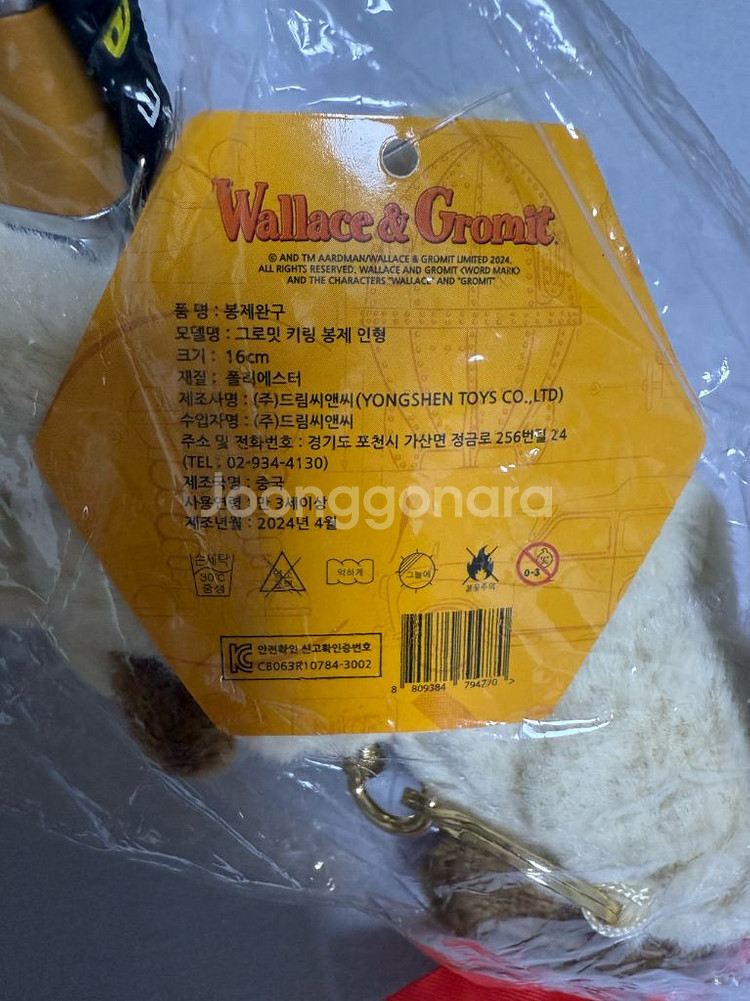 Wallace & Gromit
© AND TM AARDMAN/WALLACE & GROMIT LIMITED 2024.
ALL RIGHTS RESERVED. WALLACE AND GROMIT (WORD MARK)
AND THE CHARACTERS "WALLACE" AND "GROMIT"
품 명 : 봉제완구
모델명 : 그로밋 키링 봉제 인형
크기 : 16cm
재질 : 폴리에스터
제조사명 : (주)드림씨앤씨(YONGSHEN TOYS CO.,LTD)
수입자명 : (주)드림씨앤씨
주소 및 전화번호 : 경기도 포천시 가산면 정금로 256번길 24
(TEL : 02-934-4130)
제조국명 : 중국
사용연령 : 만 3세이상
제조년월 : 2024년 4월
Joonggonara
손세탁
30℃
중성
염소
표백
약하게
그늘에
불꽃주의
0-3
안전확인 신고확인증번호
CB063R10784-3002
8 809384 794770 >